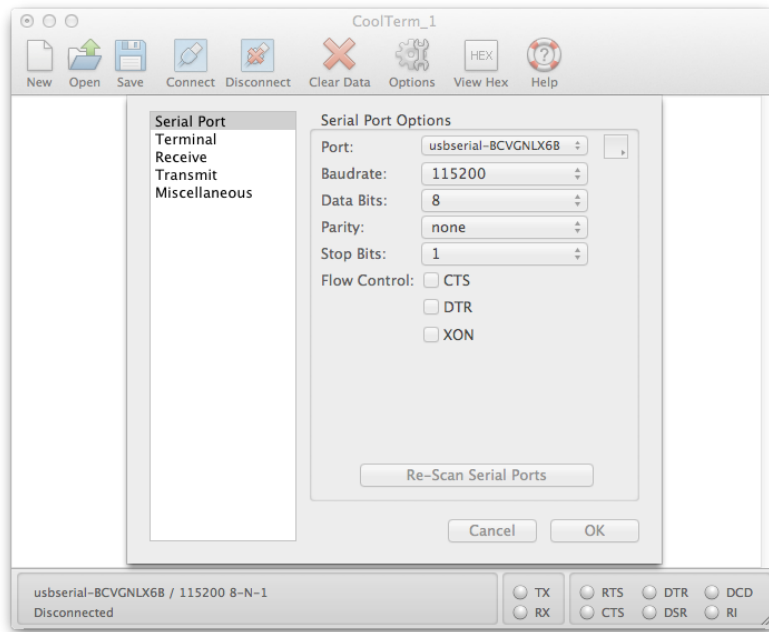 CoolTerm_1
New Open Save Connect Disconnect Clear Data Options View Hex Help
HEX
Serial Port
Terminal
Receive
Transmit
Miscellaneous
Serial Port Options
Port: usbserial-BCVGNLX6B
Baudrate: 115200
Data Bits: 8
Parity: none
Stop Bits: 1
Flow Control: CTS
DTR
XON
Re-Scan Serial Ports
Cancel OK
usbserial-BCVGNLX6B / 115200 8-N-1
Disconnected
TX RTS DTR DCD
RX CTS DSR RI